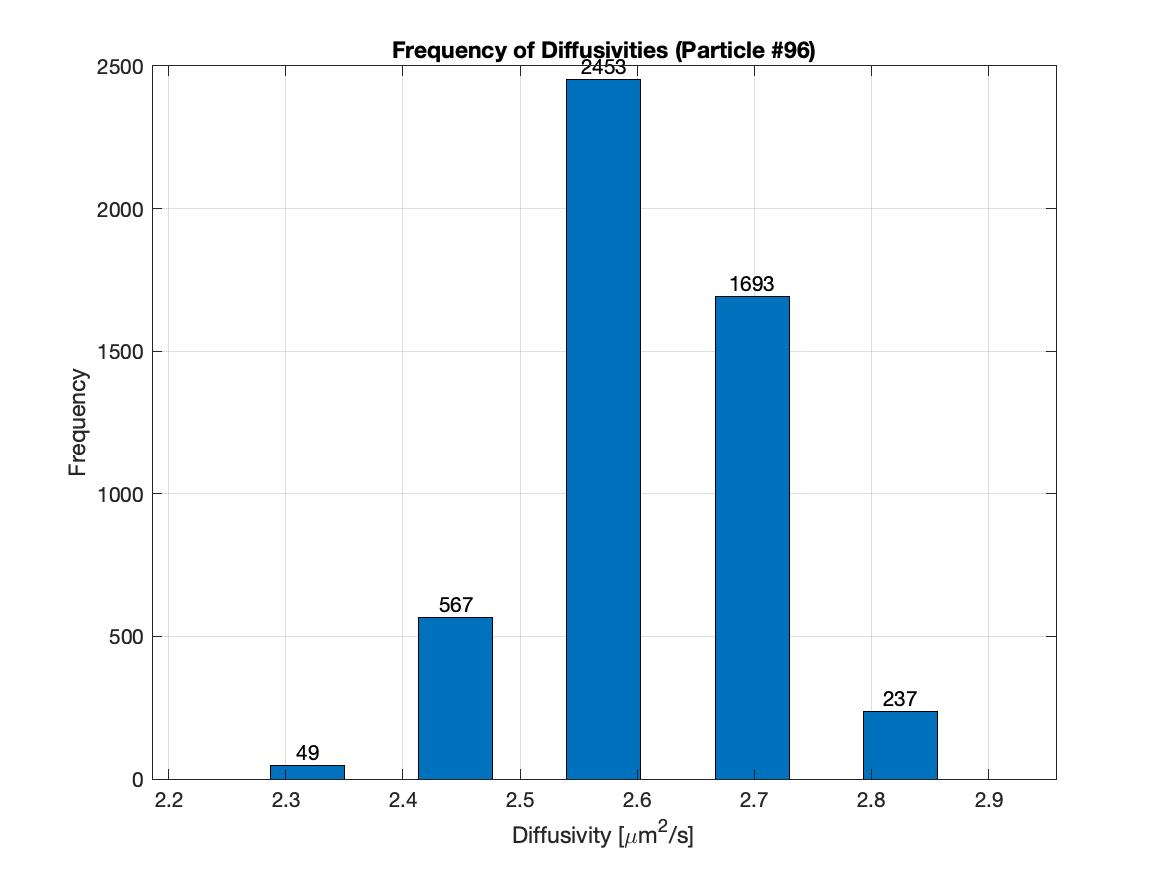 Frequency of Diffusivities (Particle #96)
2500
2453
2000
1693
1500
Frequency
1000
567
500
237
49
0
2.2 2.3 2.4 2.5 2.6 2.7 2.8 2.9
Diffusivity [μm²/s]